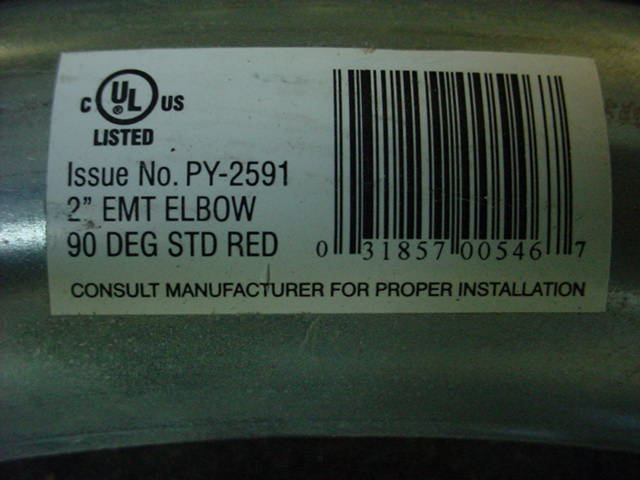 C UL ® US
LISTED
Issue No. PY-2591
2" EMT ELBOW
90 DEG STD RED
0 31857 00546 7
CONSULT MANUFACTURER FOR PROPER INSTALLATION